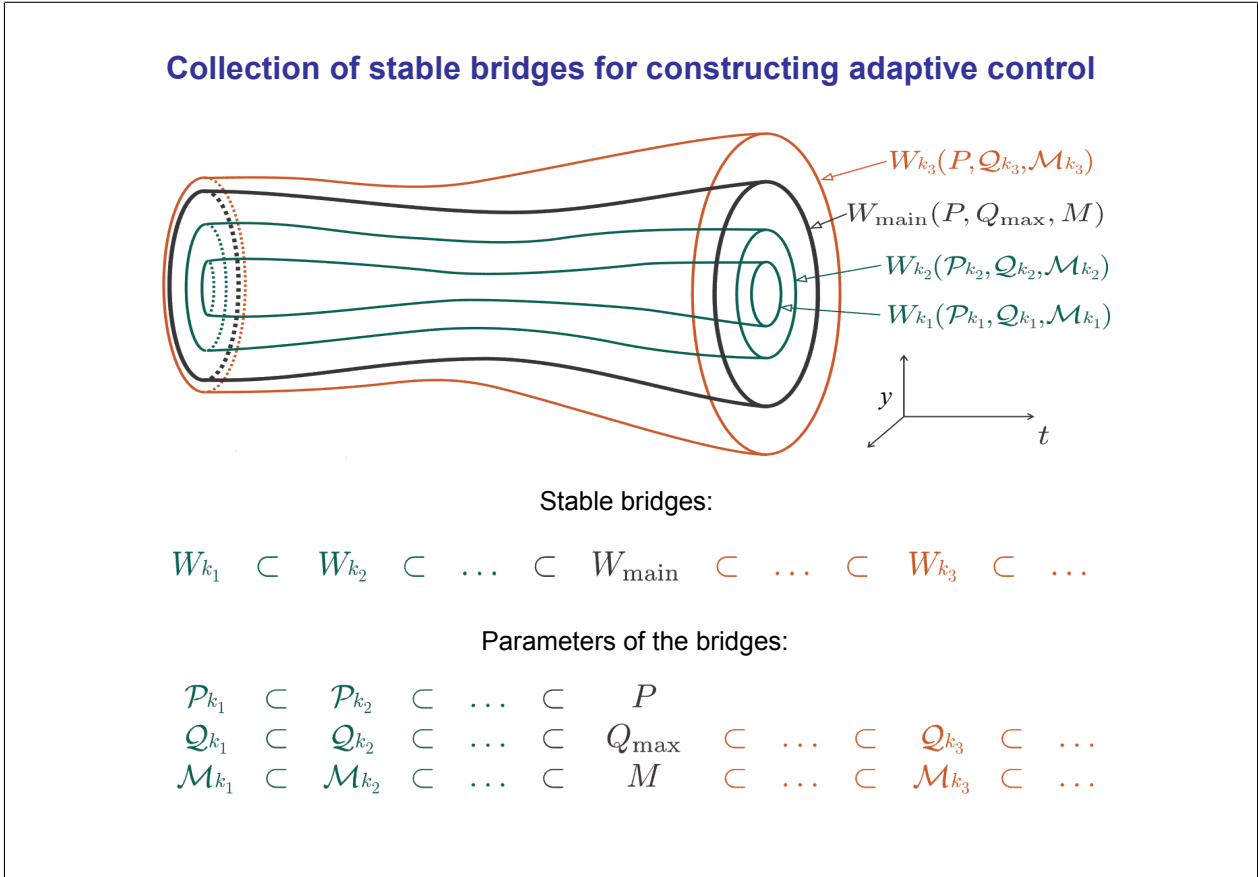 Collection of stable bridges for constructing adaptive control
W_{k_3}(P, 𝒬_{k_3}, ℳ_{k_3})
W_main(P, Q_max, M)
W_{k_2}(𝒫_{k_2}, 𝒬_{k_2}, ℳ_{k_2})
W_{k_1}(𝒫_{k_1}, 𝒬_{k_1}, ℳ_{k_1})
y
t
Stable bridges:
W_{k_1} ⊂ W_{k_2} ⊂ … ⊂ W_main ⊂ … ⊂ W_{k_3} ⊂ …
Parameters of the bridges:
𝒫_{k_1} ⊂ 𝒫_{k_2} ⊂ … ⊂ P
𝒬_{k_1} ⊂ 𝒬_{k_2} ⊂ … ⊂ Q_max ⊂ … ⊂ 𝒬_{k_3} ⊂ …
ℳ_{k_1} ⊂ ℳ_{k_2} ⊂ … ⊂ M ⊂ … ⊂ ℳ_{k_3} ⊂ …